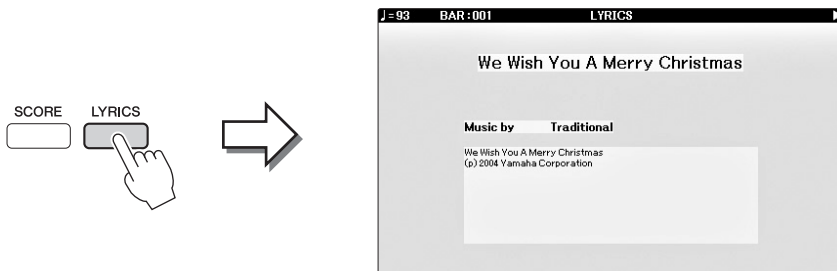 SCORE LYRICS
♩= 93 BAR : 001 LYRICS
We Wish You A Merry Christmas
Music by Traditional
We Wish You A Merry Christmas
(p) 2004 Yamaha Corporation